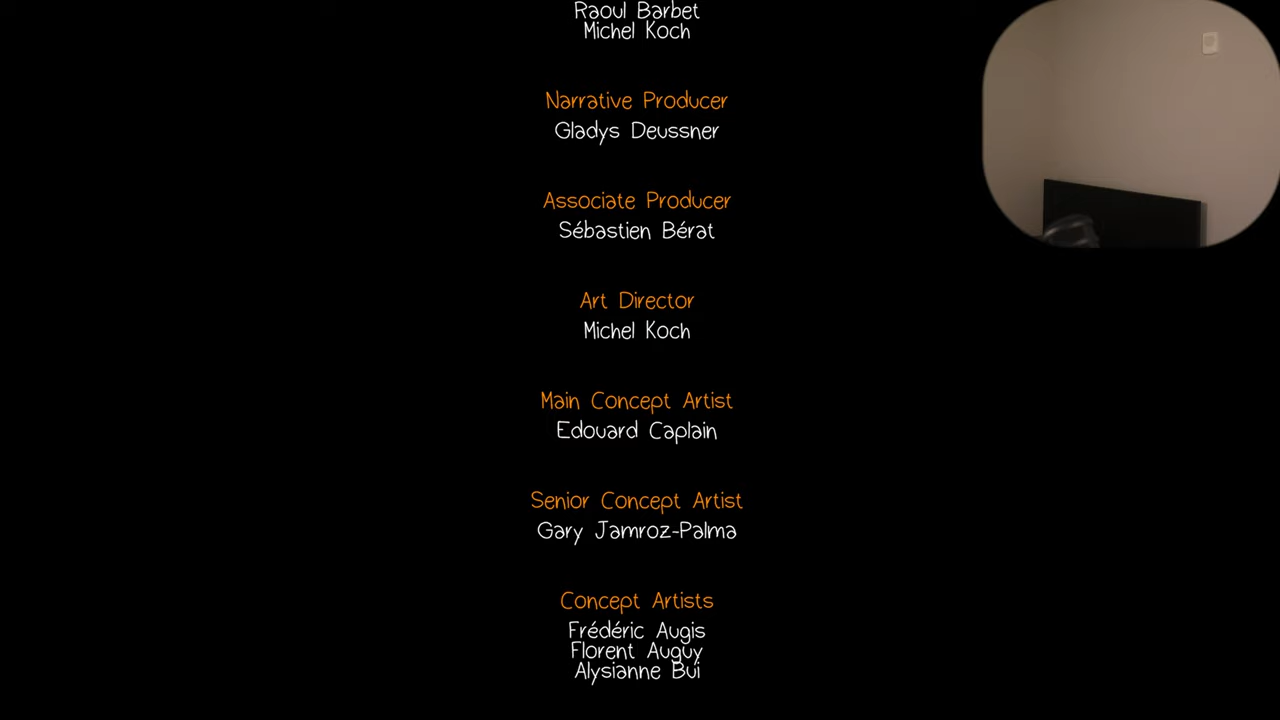 Raoul Barbet
Michel Koch
Narrative Producer
Gladys Deussner
Associate Producer
Sébastien Bérat
Art Director
Michel Koch
Main Concept Artist
Edouard Caplain
Senior Concept Artist
Gary Jamroz-Palma
Concept Artists
Frédéric Augis
Florent Auguy
Alysianne Bui